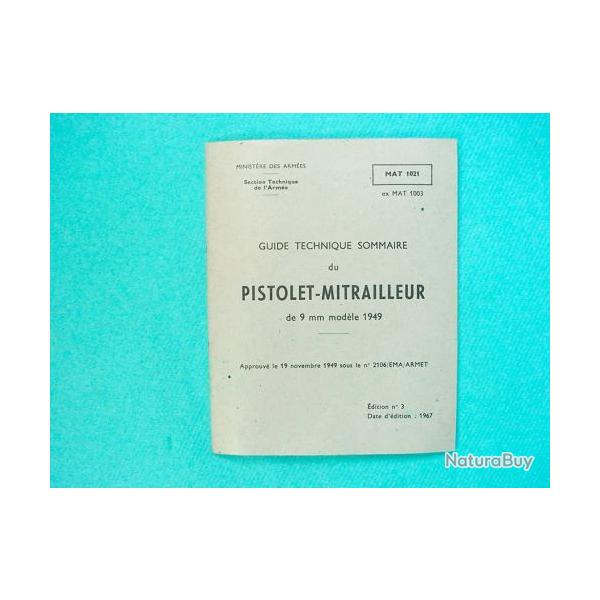 MINISTÈRE DES ARMÉES
Section Technique
de l'Armée
MAT 1021
ex MAT 1003
GUIDE TECHNIQUE SOMMAIRE
du
PISTOLET-MITRAILLEUR
de 9 mm modèle 1949
Approuvé le 19 novembre 1949 sous le n° 2106/EMA/ARMET
Édition n° 3
Date d'édition : 1967
NaturaBuy